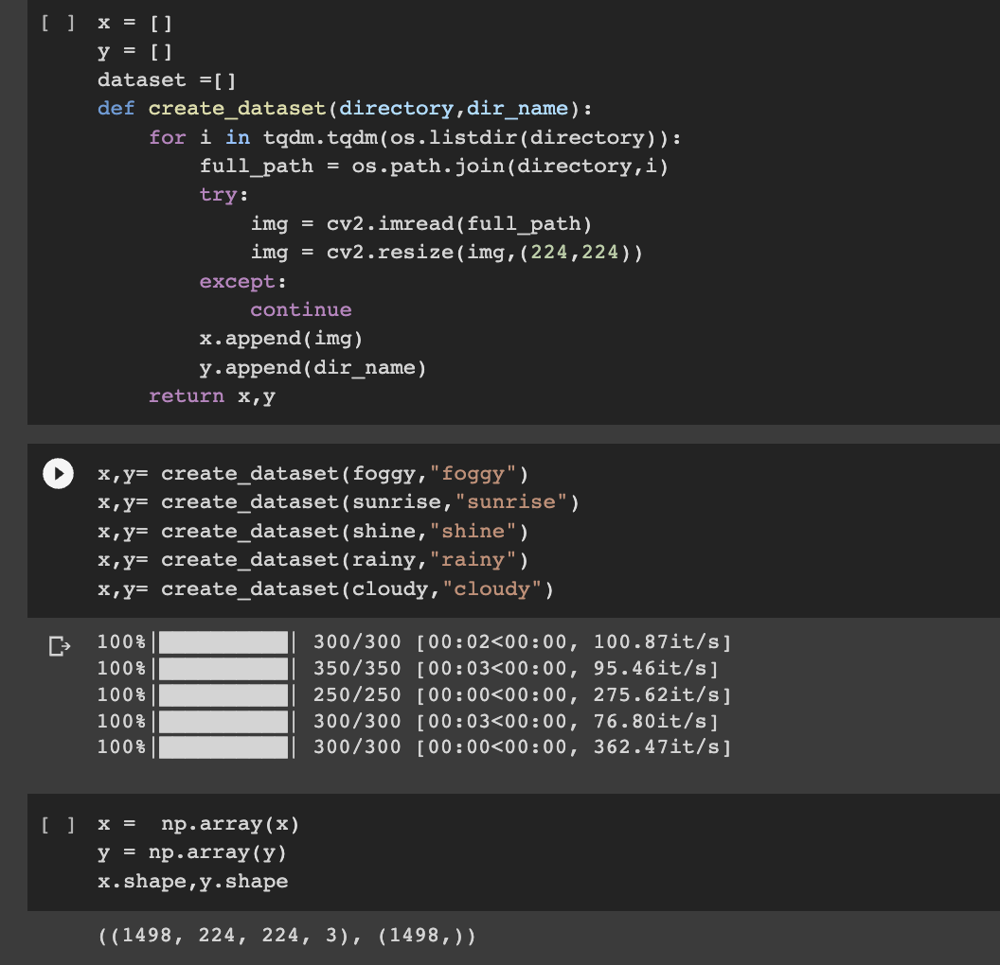 [ ] x = []
y = []
dataset =[]
def create_dataset(directory,dir_name):
    for i in tqdm.tqdm(os.listdir(directory)):
        full_path = os.path.join(directory,i)
        try:
            img = cv2.imread(full_path)
            img = cv2.resize(img,(224,224))
        except:
            continue
        x.append(img)
        y.append(dir_name)
    return x,y
x,y= create_dataset(foggy,"foggy")
x,y= create_dataset(sunrise,"sunrise")
x,y= create_dataset(shine,"shine")
x,y= create_dataset(rainy,"rainy")
x,y= create_dataset(cloudy,"cloudy")
100%|██████████| 300/300 [00:02<00:00, 100.87it/s]
100%|██████████| 350/350 [00:03<00:00, 95.46it/s]
100%|██████████| 250/250 [00:00<00:00, 275.62it/s]
100%|██████████| 300/300 [00:03<00:00, 76.80it/s]
100%|██████████| 300/300 [00:00<00:00, 362.47it/s]
[ ] x =  np.array(x)
y = np.array(y)
x.shape,y.shape
((1498, 224, 224, 3), (1498,))